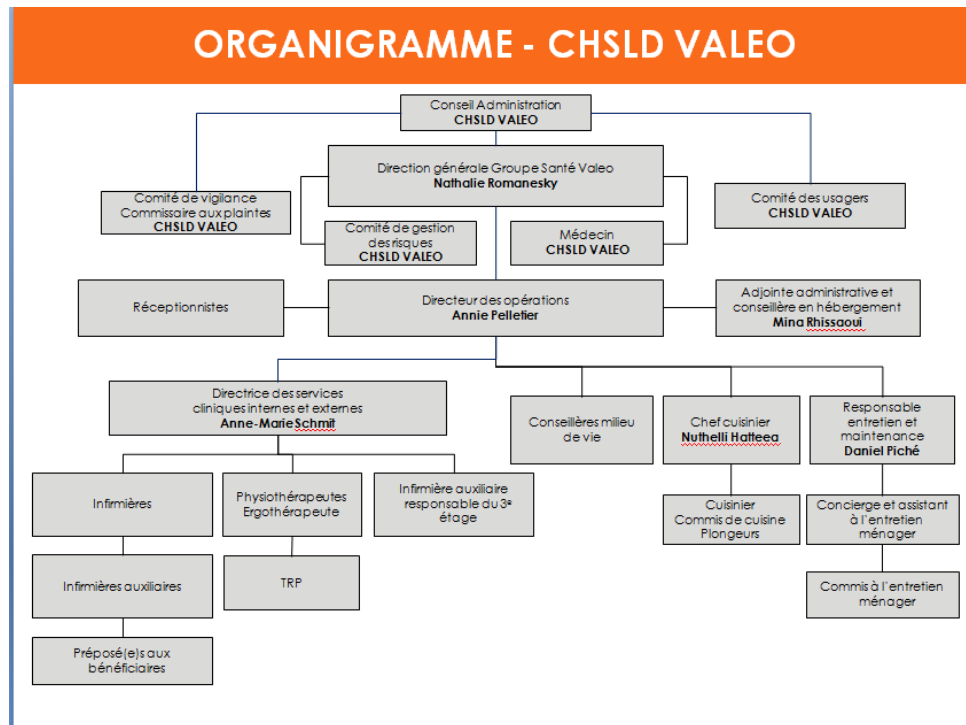 ORGANIGRAMME - CHSLD VALEO
Conseil Administration
CHSLD VALEO
Direction générale Groupe Santé Valeo
Nathalie Romanesky
Comité de vigilance
Commissaire aux plaintes
CHSLD VALEO
Comité des usagers
CHSLD VALEO
Comité de gestion
des risques
CHSLD VALEO
Médecin
CHSLD VALEO
Réceptionnistes
Directeur des opérations
Annie Pelletier
Adjointe administrative et
conseillère en hébergement
Mina Rhissaoui
Directrice des services
cliniques internes et externes
Anne-Marie Schmit
Conseillères milieu
de vie
Chef cuisinier
Nuthelli Hatteea
Responsable
entretien et
maintenance
Daniel Piché
Infirmières
Physiothérapeutes
Ergothérapeute
Infirmière auxiliaire
responsable du 3e
étage
Cuisinier
Commis de cuisine
Plongeurs
Concierge et assistant
à l'entretien
ménager
Infirmières auxiliaires
TRP
Commis à l'entretien
ménager
Préposé(e)s aux
bénéficiaires